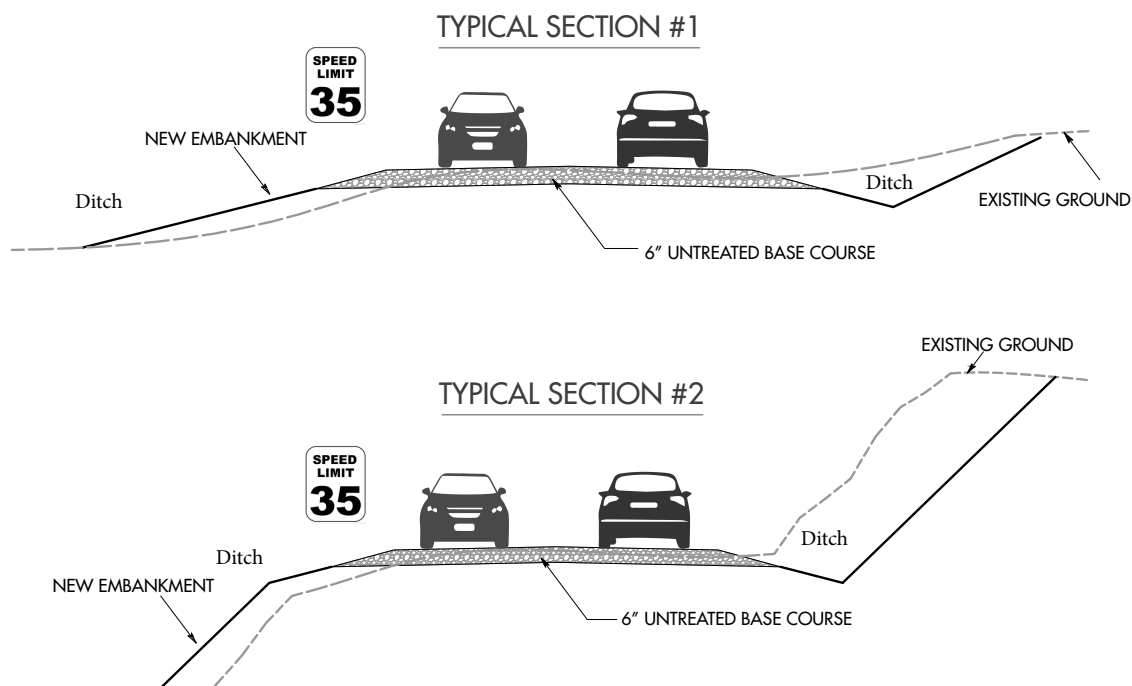 TYPICAL SECTION #1
SPEED
LIMIT
35
NEW EMBANKMENT
Ditch
Ditch
EXISTING GROUND
6" UNTREATED BASE COURSE
EXISTING GROUND
TYPICAL SECTION #2
SPEED
LIMIT
35
Ditch
Ditch
NEW EMBANKMENT
6" UNTREATED BASE COURSE